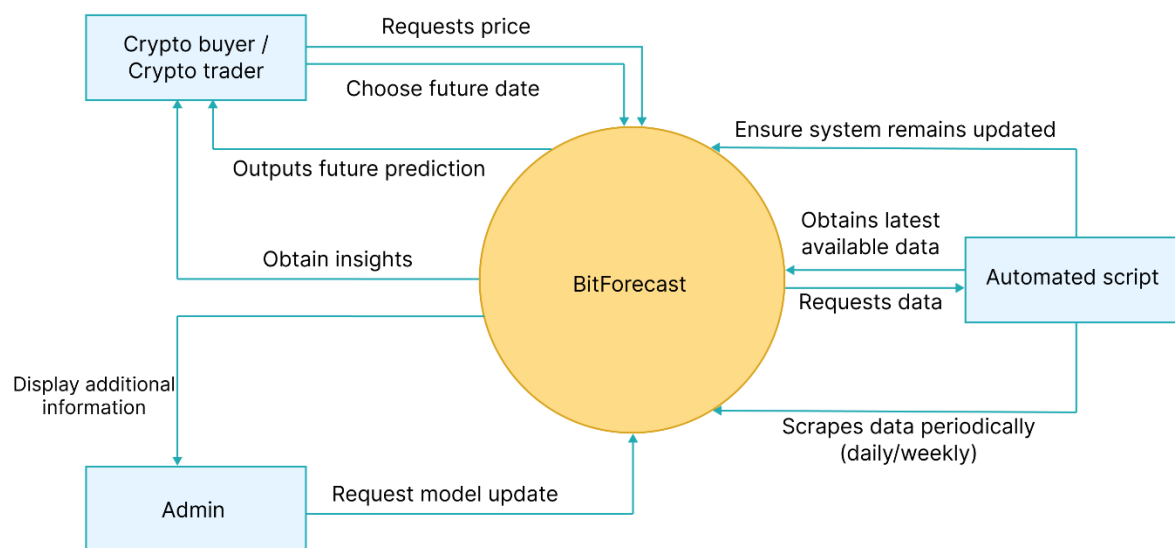 Requests price
Crypto buyer /
Crypto trader
Choose future date
Ensure system remains updated
Outputs future prediction
Obtains latest
available data
Obtain insights
BitForecast
Automated script
Requests data
Display additional
information
Scrapes data periodically
(daily/weekly)
Request model update
Admin